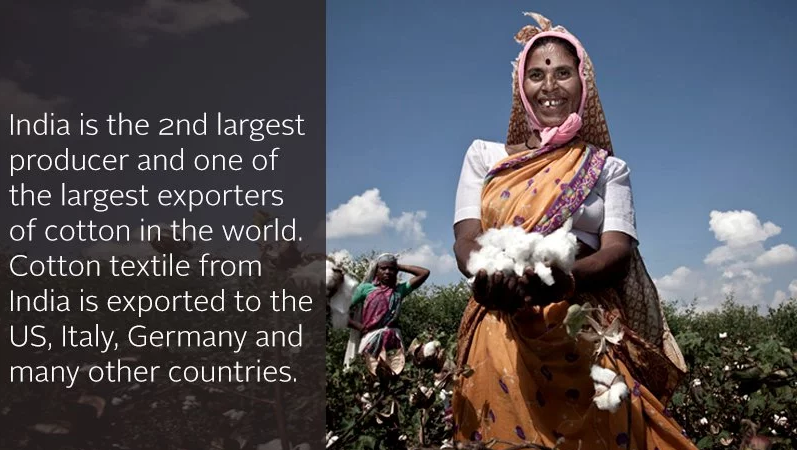 India is the 2nd largest
producer and one of
the largest exporters
of cotton in the world.
Cotton textile from
India is exported to the
US, Italy, Germany and
many other countries.